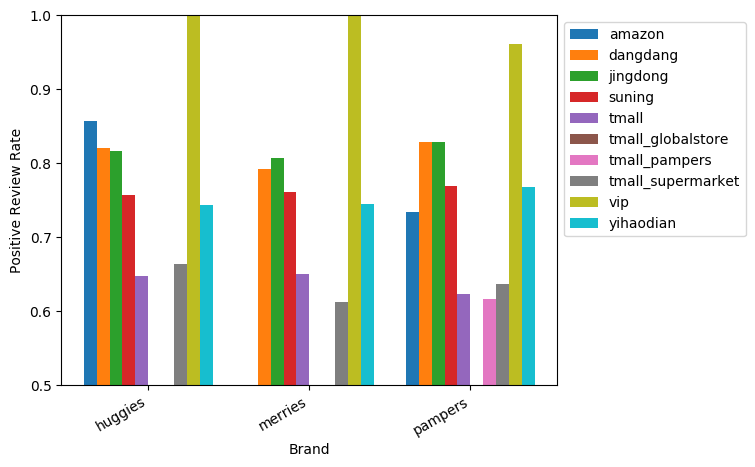 1.0
0.9
0.8
0.7
0.6
0.5
Positive Review Rate
huggies
merries
pampers
Brand
amazon
dangdang
jingdong
suning
tmall
tmall_globalstore
tmall_pampers
tmall_supermarket
vip
yihaodian